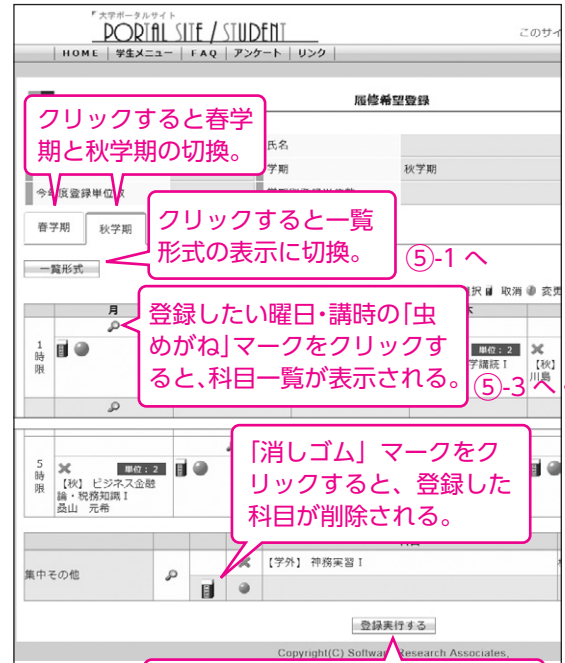 大学ポータルサイト
PORTAL SITE / STUDENT
このサイ
HOME 学生メニュー FAQ アンケート リンク
履修希望登録
クリックすると春学
期と秋学期の切換。
氏名
学期 秋学期
春学期 秋学期
クリックすると一覧
形式の表示に切換。
⑤-1 へ
一覧形式
選択 取消 変更
月
登録したい曜日・講時の「虫
めがね」マークをクリックす
ると、科目一覧が表示される。
1
時
限
単位:2
学購読Ⅰ 【秋】
川島
⑤-3 へ
5
時
限
単位:2
【秋】 ビジネス金融
論・税務知識Ⅰ
桑山 元希
「消しゴム」マークをク
リックすると、登録した
科目が削除される。
集中その他
【学外】 神務実習Ⅰ
登録実行する
Copyright(C) Software Research Associates,